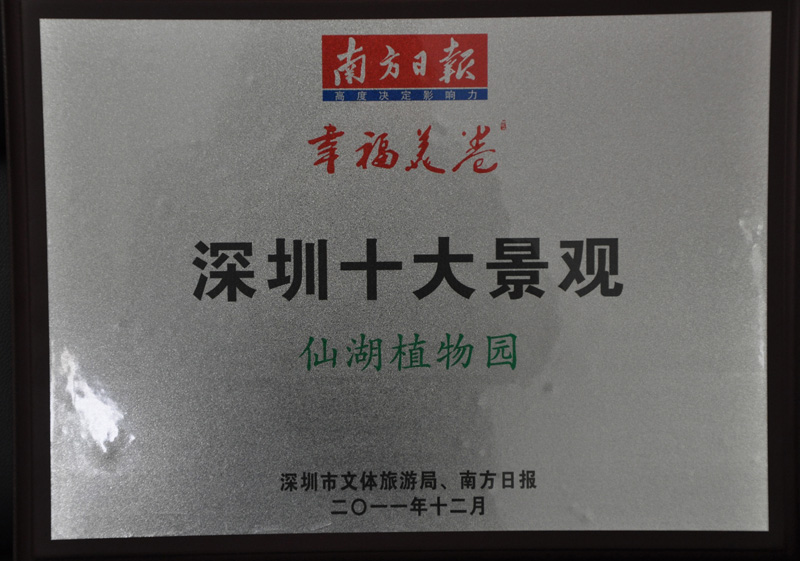 南方日报
高度决定影响力
幸福美卷
深圳十大景观
仙湖植物园
深圳市文体旅游局、南方日报
二〇一一年十二月